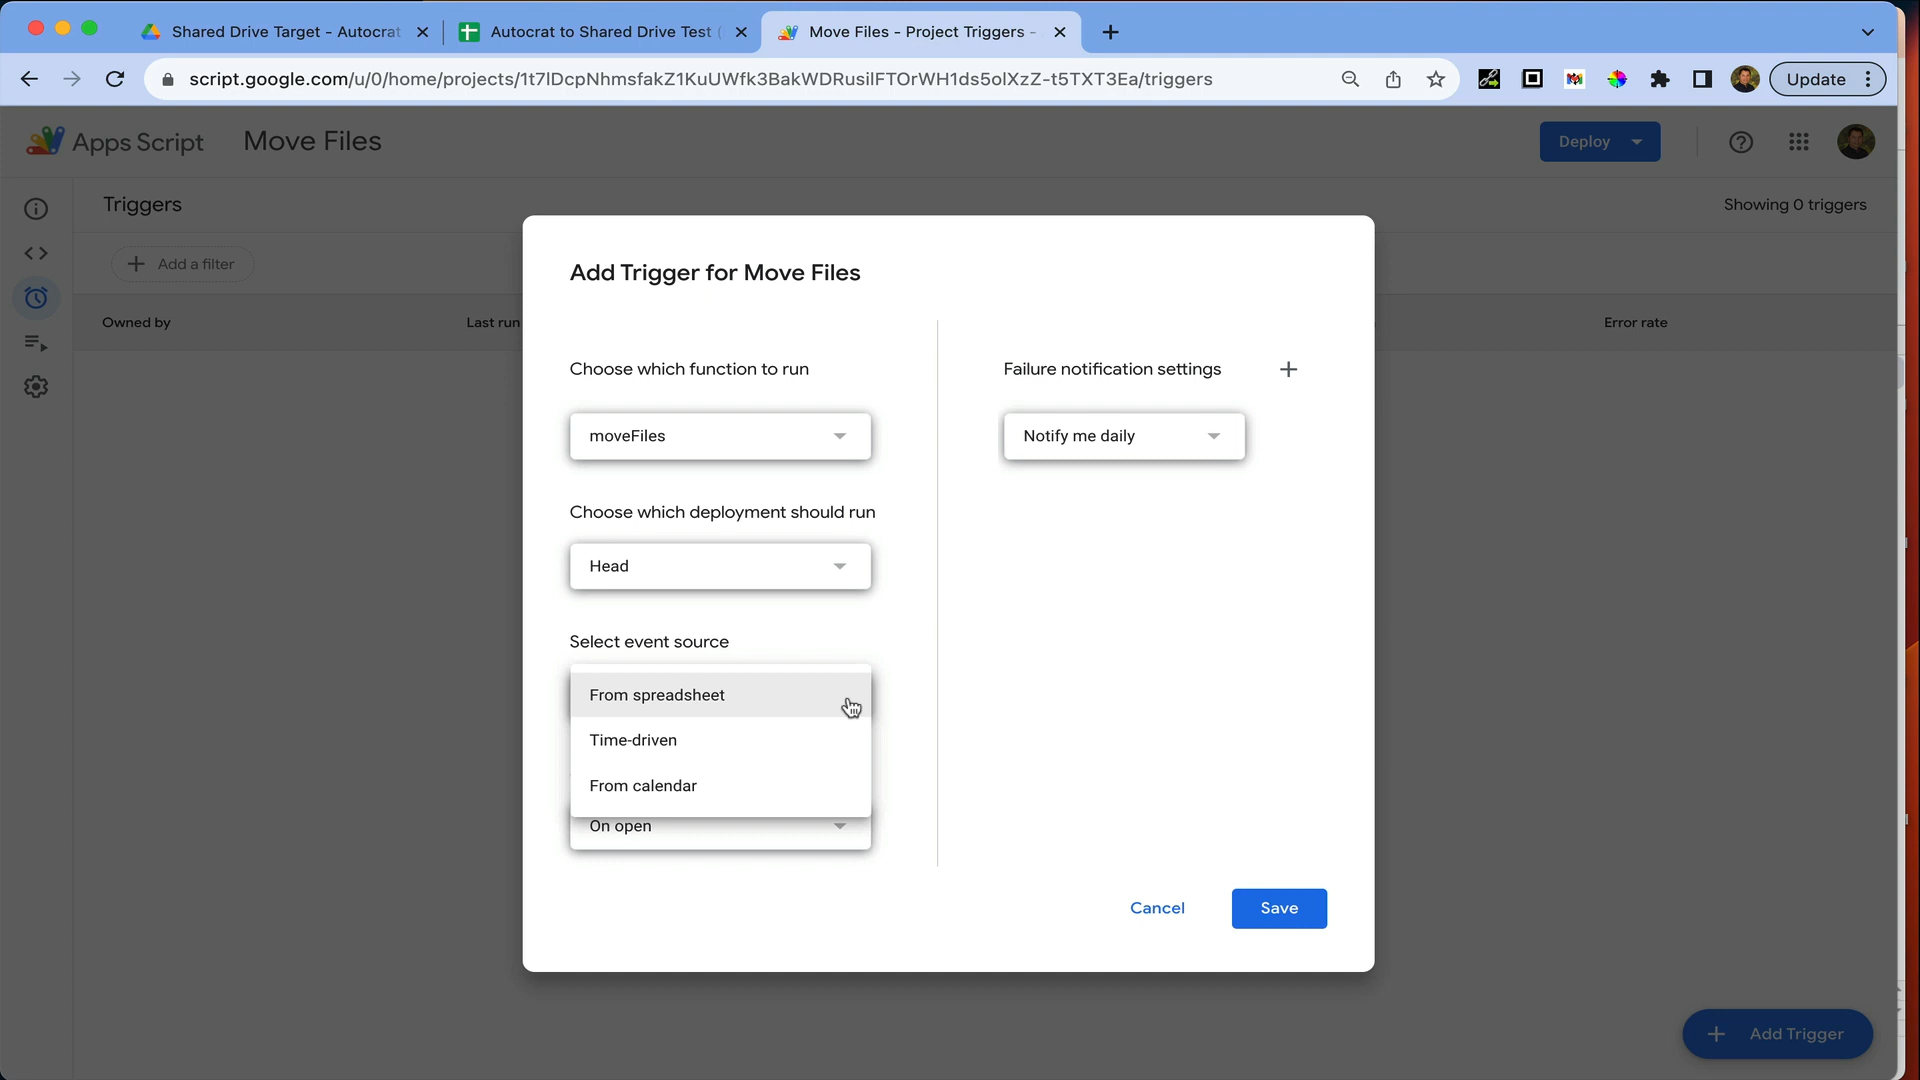 Shared Drive Target - Autocrat
Autocrat to Shared Drive Test (
Move Files - Project Triggers -
script.google.com/u/0/home/projects/1t7lDcpNhmsfakZ1KuUWfk3BakWDRusilFTOrWH1ds5olXzZ-t5TXT3Ea/triggers
Update
Apps Script
Move Files
Deploy
Triggers
Showing 0 triggers
Add a filter
Owned by
Last run
Error rate
Add Trigger for Move Files
Choose which function to run
moveFiles
Choose which deployment should run
Head
Select event source
From spreadsheet
Time-driven
From calendar
On open
Failure notification settings
Notify me daily
Cancel
Save
Add Trigger